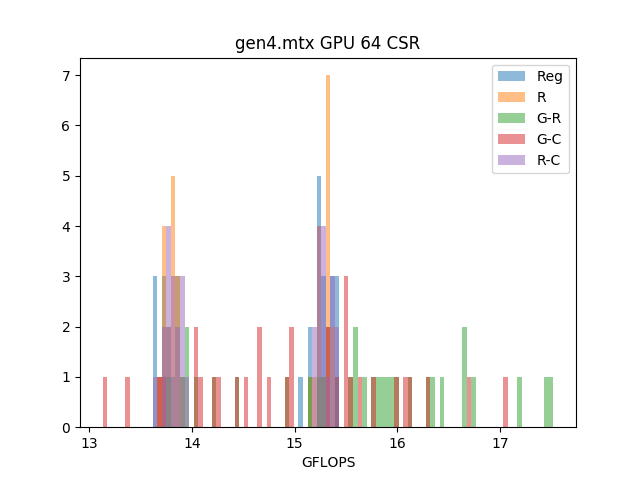 gen4.mtx GPU 64 CSR
Reg
R
G-R
G-C
R-C
7
6
5
4
3
2
1
0
13 14 15 16 17
GFLOPS